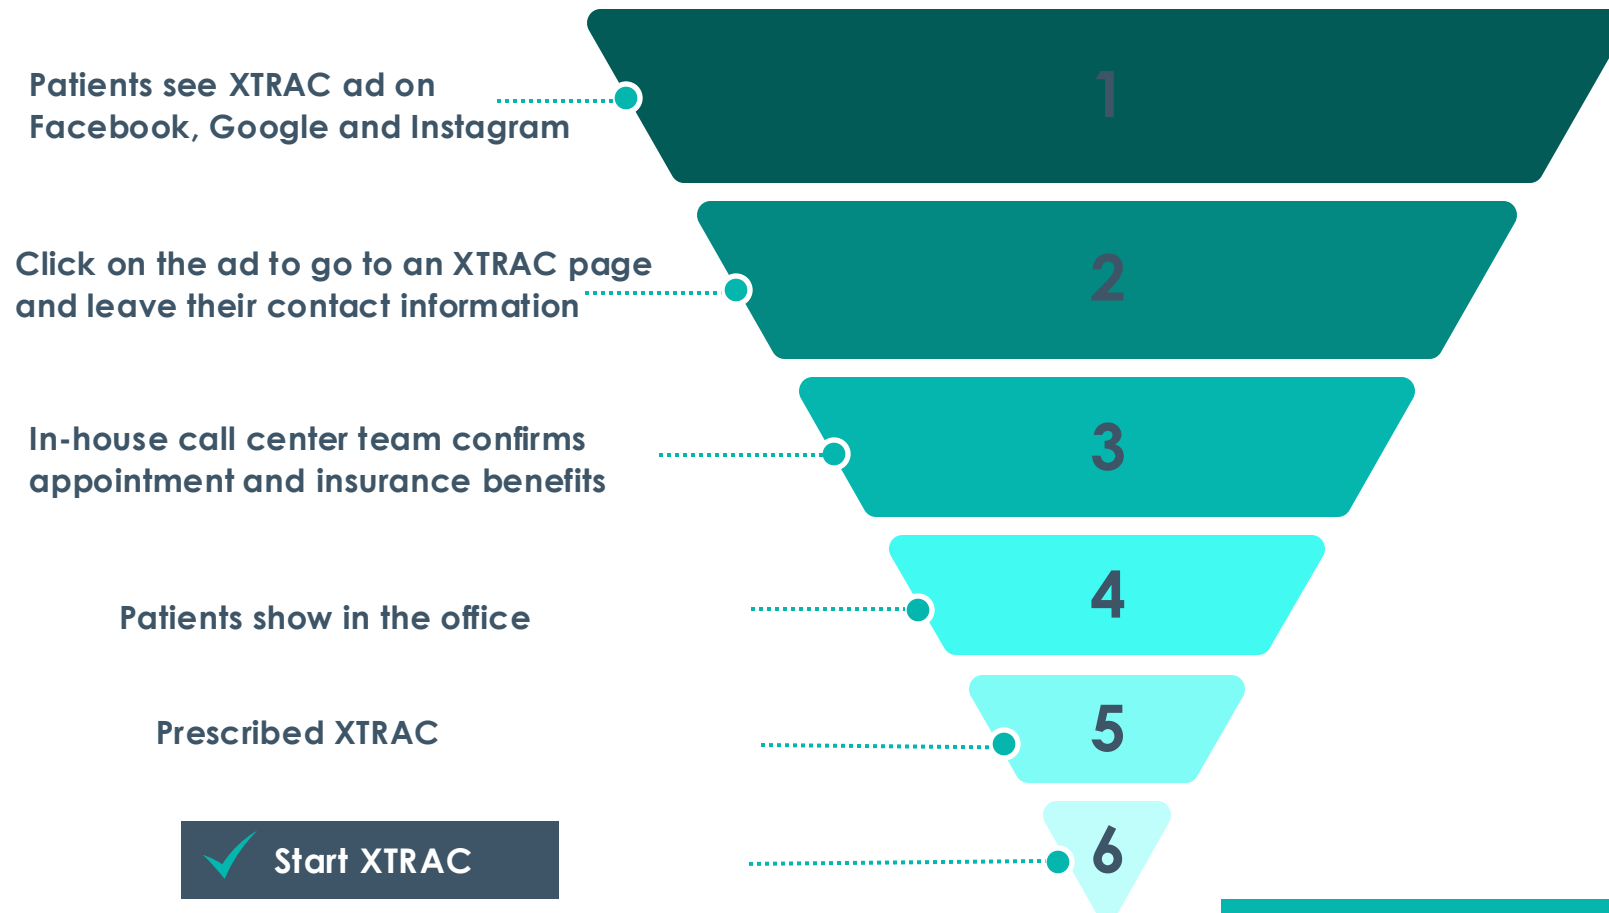 Patients see XTRAC ad on
Facebook, Google and Instagram
1
Click on the ad to go to an XTRAC page
and leave their contact information
2
In-house call center team confirms
appointment and insurance benefits
3
Patients show in the office
4
Prescribed XTRAC
5
Start XTRAC
6